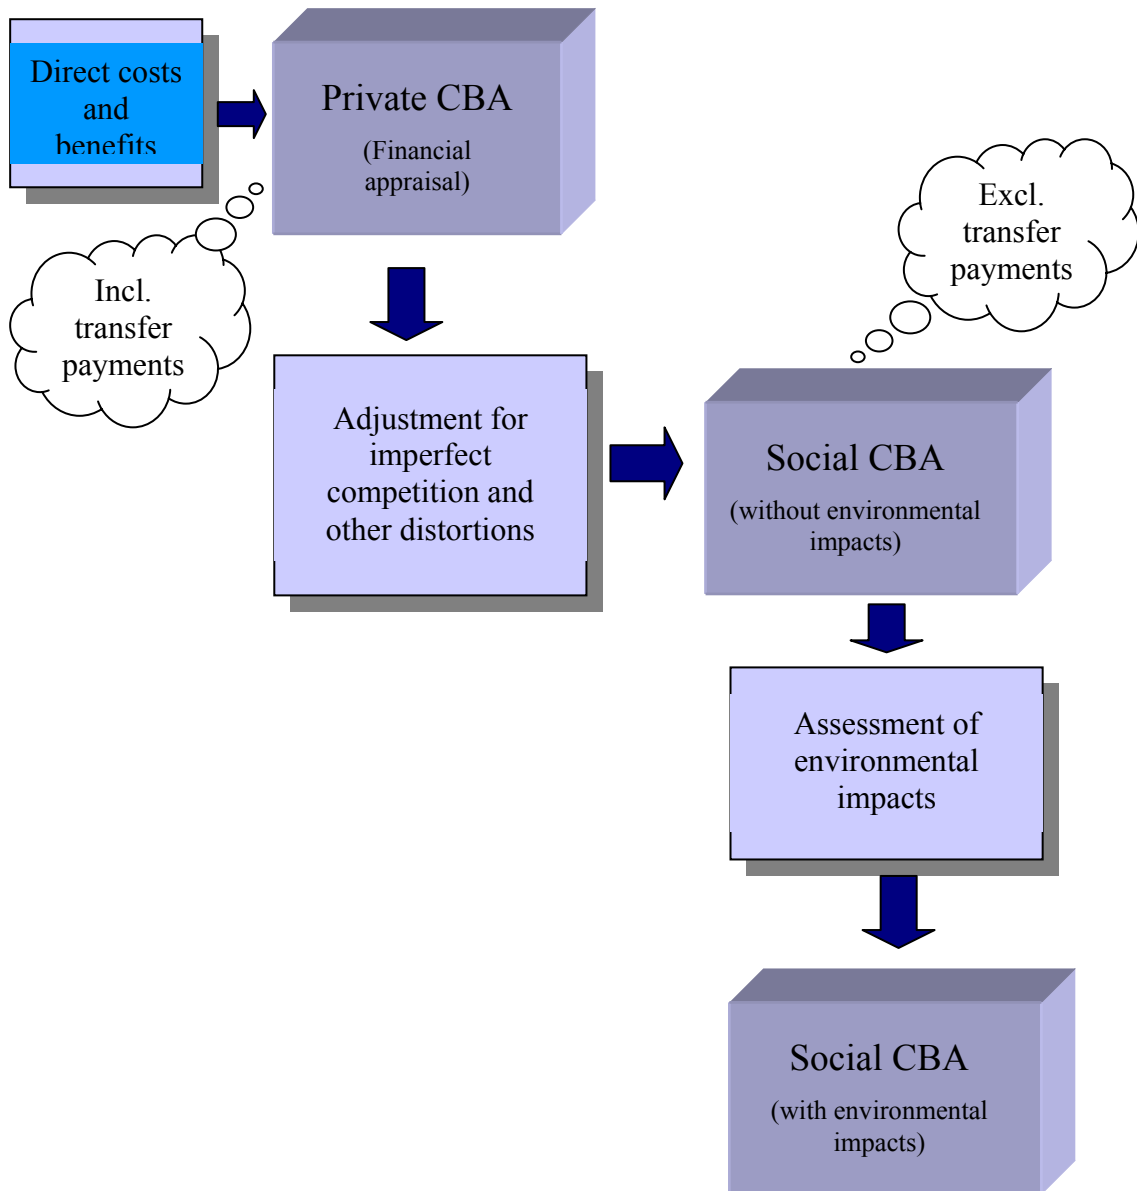 Direct costs
and
benefits
Private CBA
(Financial
appraisal)
Incl.
transfer
payments
Excl.
transfer
payments
Adjustment for
imperfect
competition and
other distortions
Social CBA
(without environmental
impacts)
Assessment of
environmental
impacts
Social CBA
(with environmental
impacts)